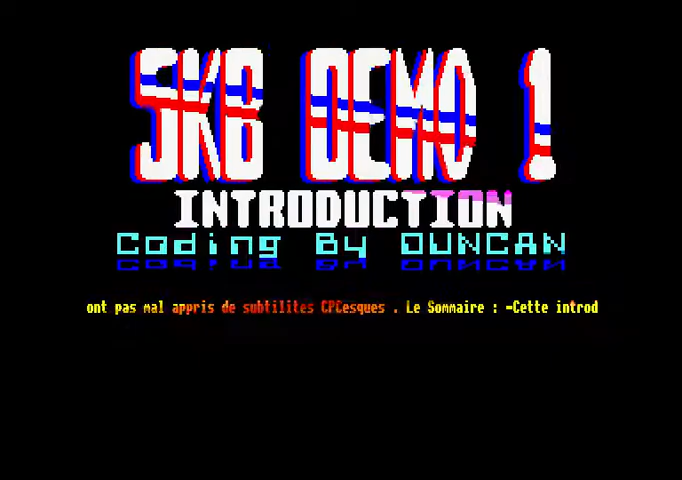 SKB DEMO !
INTRODUCTION
Coding By DUNCAN
ont pas mal appris de subtilites CPCesques . Le Sommaire : -Cette introd